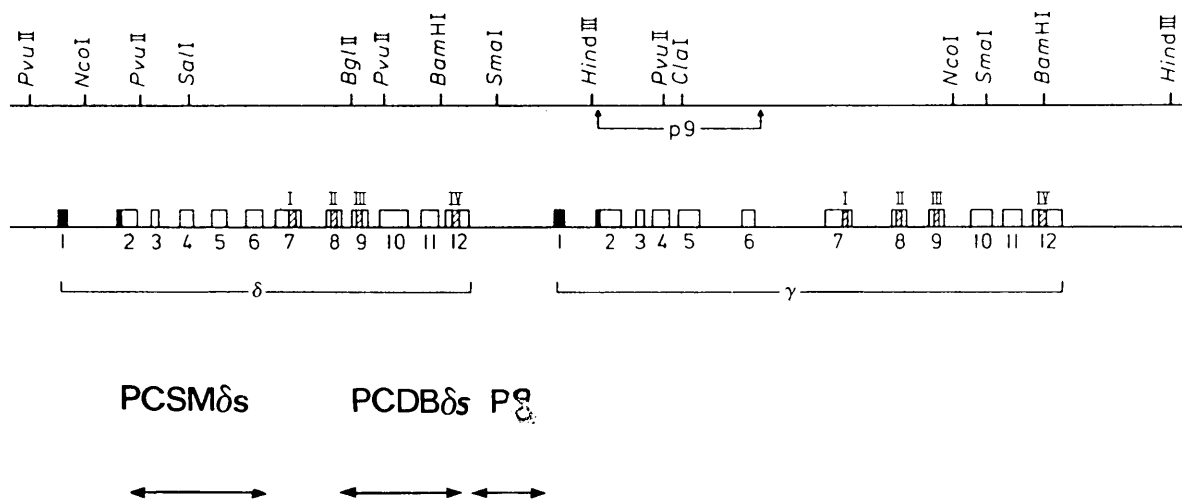 PvuII NcoI PvuII SalI BglII PvuII BamHI SmaI HindIII PvuII ClaI NcoI SmaI BamHI HindIII
p9
I II III IV I II III IV
1 2 3 4 5 6 7 8 9 10 11 12 1 2 3 4 5 6 7 8 9 10 11 12
δ γ
PCSMδs PCDBδs